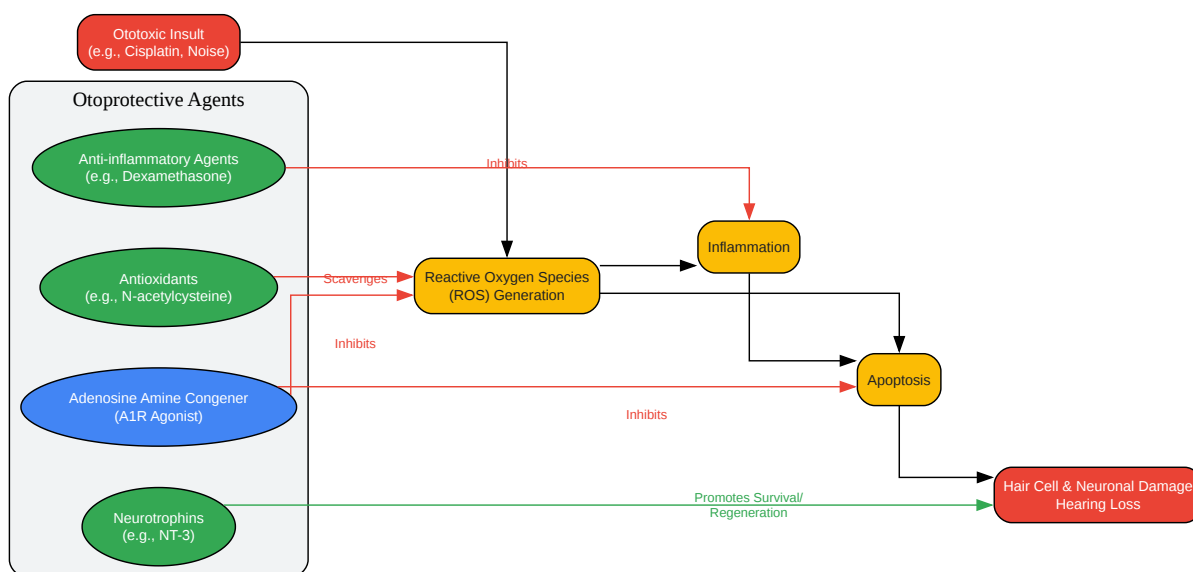 Ototoxic Insult
(e.g., Cisplatin, Noise)
Otoprotective Agents
Anti-inflammatory Agents
(e.g., Dexamethasone)
Inhibits
Inflammation
Antioxidants
(e.g., N-acetylcysteine)
Scavenges
Reactive Oxygen Species
(ROS) Generation
Inhibits
Apoptosis
Adenosine Amine Congener
(A1R Agonist)
Inhibits
Neurotrophins
(e.g., NT-3)
Promotes Survival/
Regeneration
Hair Cell & Neuronal Damage
Hearing Loss